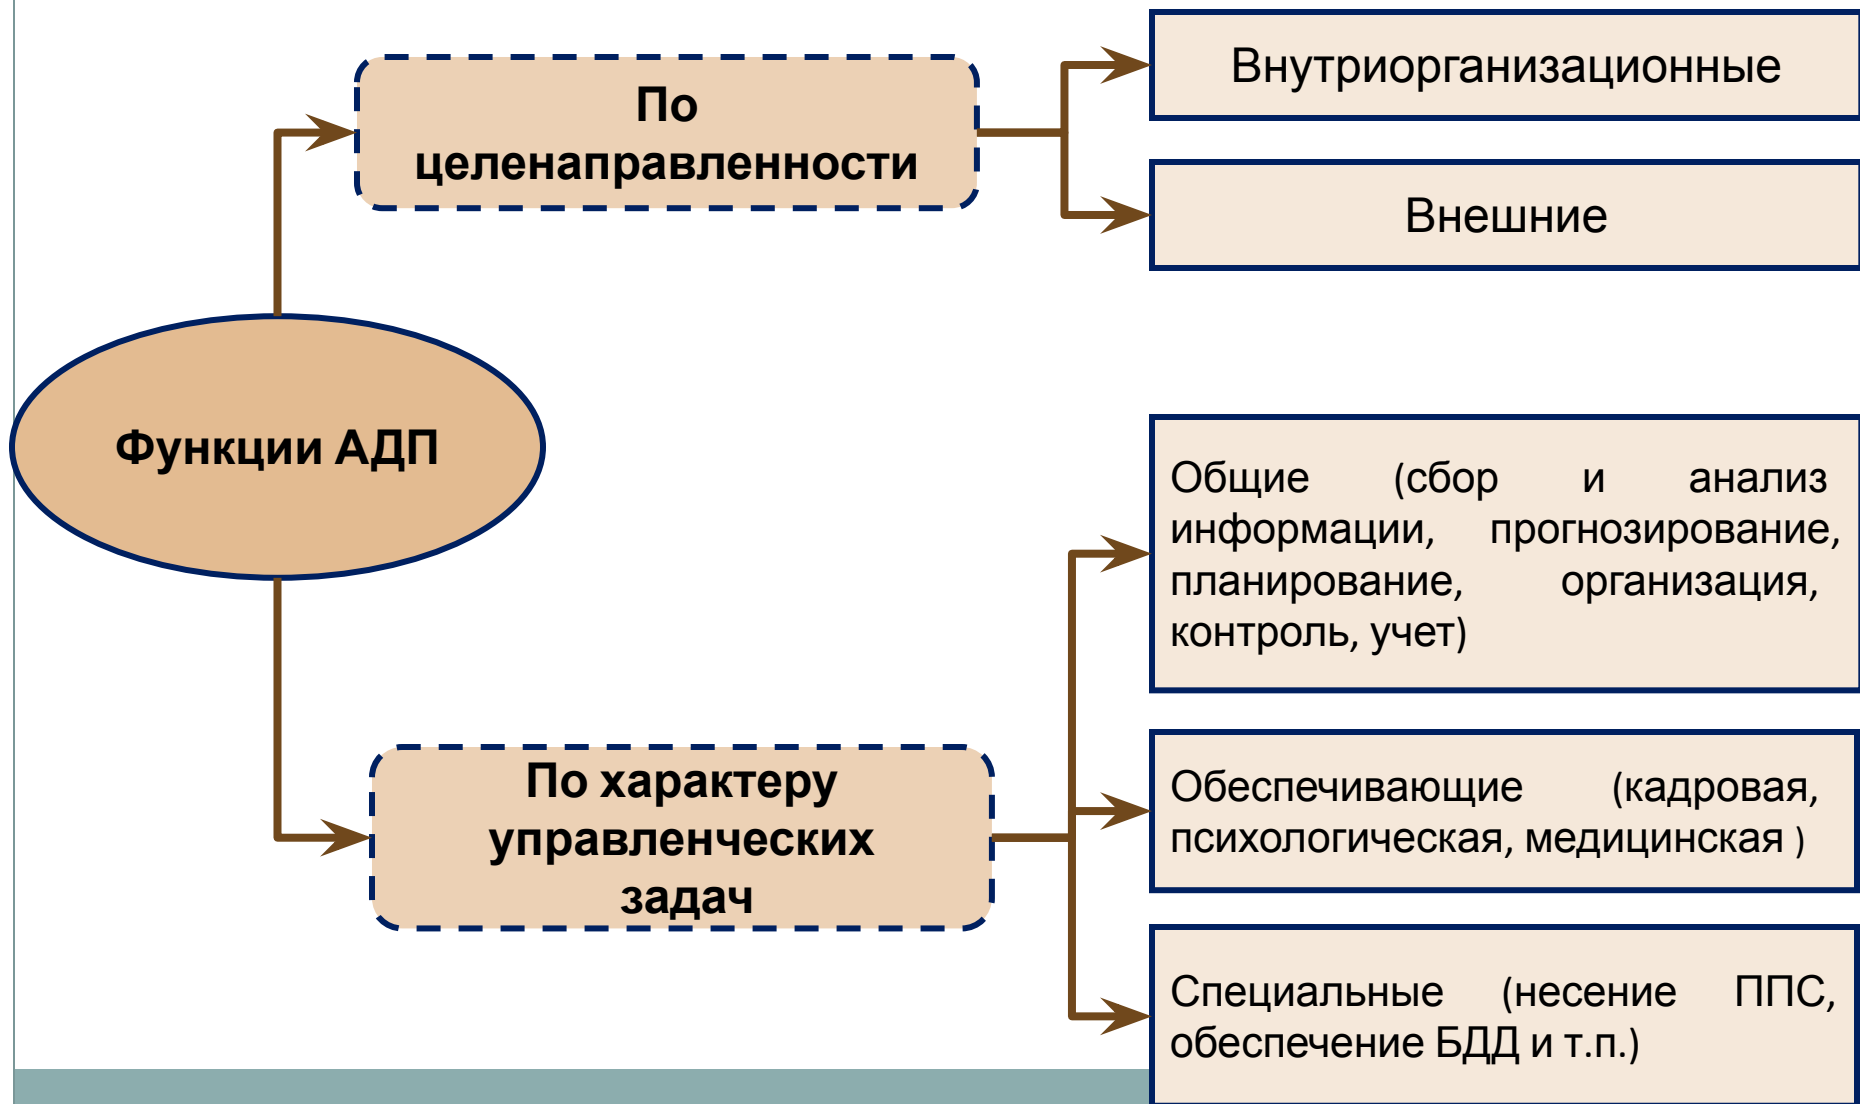 По
целенаправленности
Внутриорганизационные
Внешние
Функции АДП
По характеру
управленческих
задач
Общие (сбор и анализ
информации, прогнозирование,
планирование, организация,
контроль, учет)
Обеспечивающие (кадровая,
психологическая, медицинская )
Специальные (несение ППС,
обеспечение БДД и т.п.)